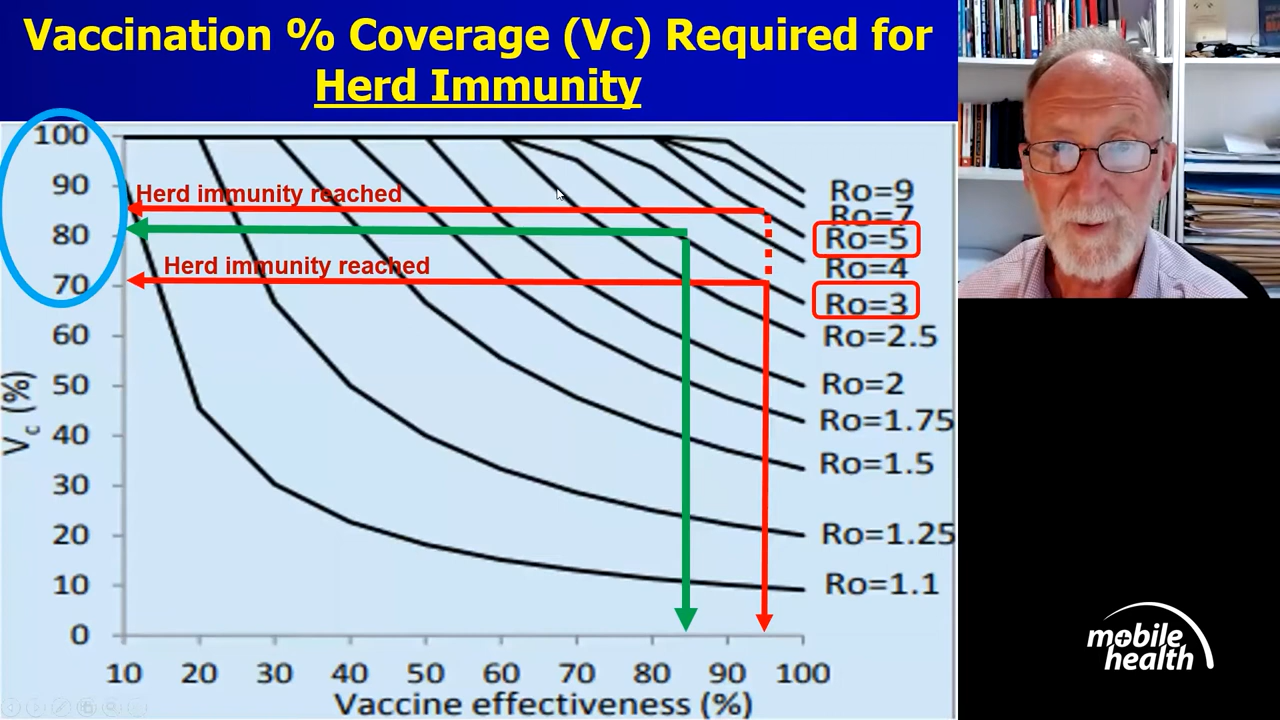 Vaccination % Coverage (Vc) Required for
Herd Immunity
100
90
80
70
60
50
40
30
20
10
0
Vc (%)
Herd immunity reached
Herd immunity reached
Ro=9
Ro=7
Ro=5
Ro=4
Ro=3
Ro=2.5
Ro=2
Ro=1.75
Ro=1.5
Ro=1.25
Ro=1.1
10 20 30 40 50 60 70 80 90 100
Vaccine effectiveness (%)
mobile
health